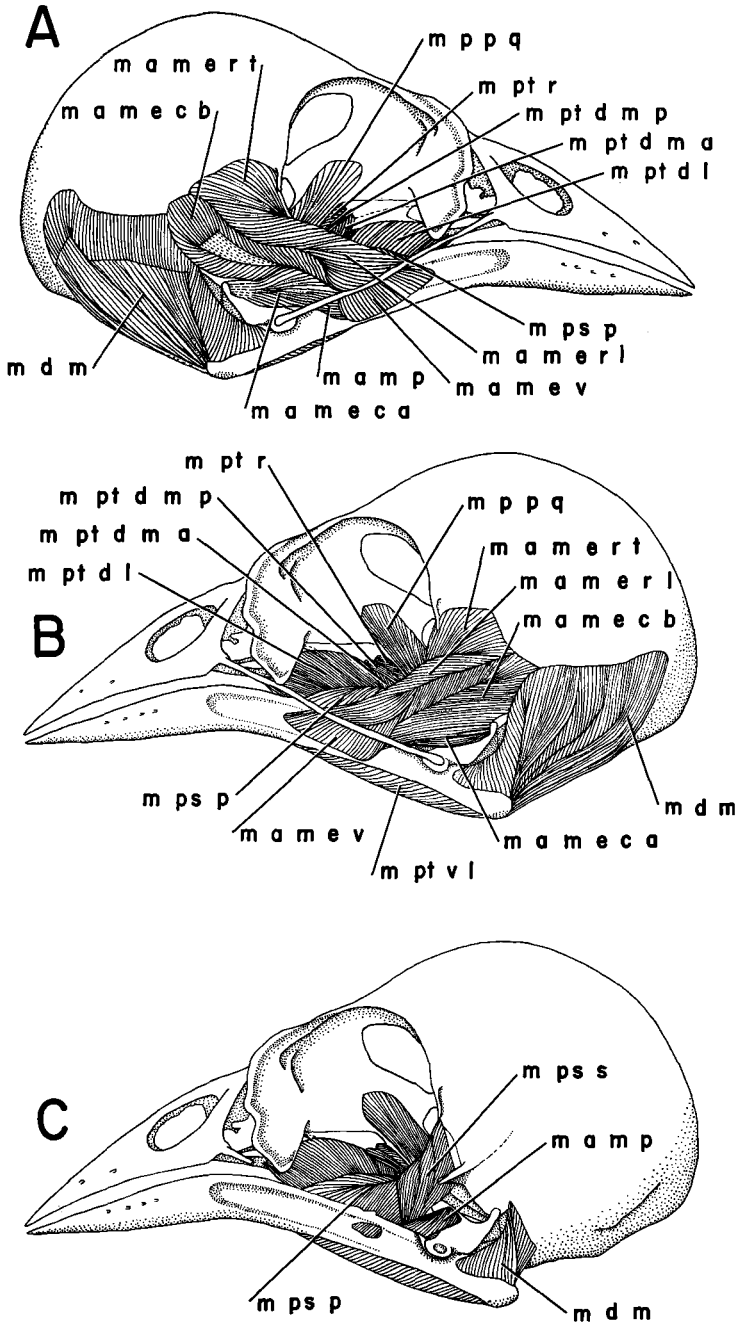 A
m p p q
m a m e r t
m pt r
m a m e c b
m pt d m p
m pt d m a
m pt d l
m ps p
m a m e r l
m d m
m a m p
m a m e v
m a m e c a
B
m pt r
m pt d m p
m p p q
m pt d m a
m a m e r t
m pt d l
m a m e r l
m a m e c b
m ps p
m d m
m a m e v
m a m e c a
m pt v l
C
m ps s
m a m p
m ps p
m d m